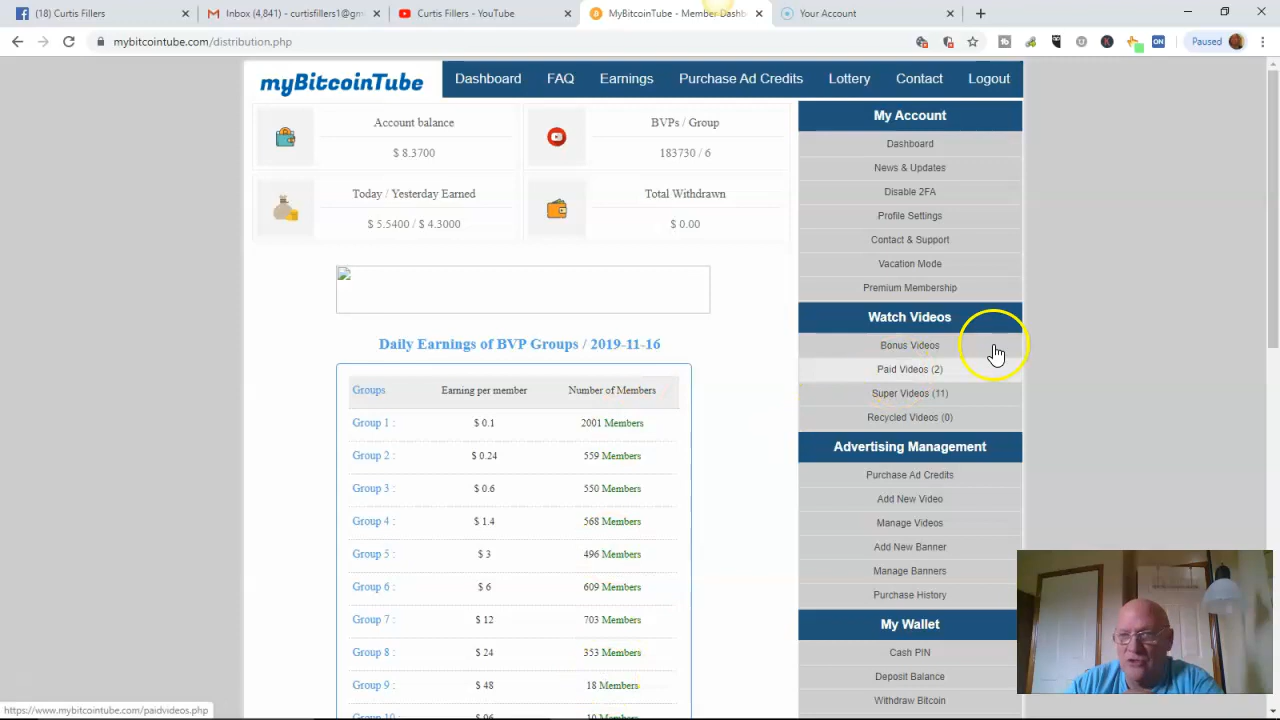 (18) Curtis Fillers
Inbox (4,841) - curtisfillers1@gm
Curtis Fillers - YouTube
MyBitcoinTube - Member Dashb
Your Account
mybitcointube.com/distribution.php
ON
Paused
myBitcoinTube
Dashboard
FAQ
Earnings
Purchase Ad Credits
Lottery
Contact
Logout
Account balance
$ 8.3700
BVPs / Group
183730 / 6
Today / Yesterday Earned
$ 5.5400 / $ 4.3000
Total Withdrawn
$ 0.00
Daily Earnings of BVP Groups / 2019-11-16
Groups Earning per member Number of Members
Group 1 : $ 0.1 2001 Members
Group 2 : $ 0.24 559 Members
Group 3 : $ 0.6 550 Members
Group 4 : $ 1.4 568 Members
Group 5 : $ 3 496 Members
Group 6 : $ 6 609 Members
Group 7 : $ 12 703 Members
Group 8 : $ 24 353 Members
Group 9 : $ 48 18 Members
Group 10 : $ 96 10 Members
My Account
Dashboard
News & Updates
Disable 2FA
Profile Settings
Contact & Support
Vacation Mode
Premium Membership
Watch Videos
Bonus Videos
Paid Videos (2)
Super Videos (11)
Recycled Videos (0)
Advertising Management
Purchase Ad Credits
Add New Video
Manage Videos
Add New Banner
Manage Banners
Purchase History
My Wallet
Cash PIN
Deposit Balance
Withdraw Bitcoin
https://www.mybitcointube.com/paidvideos.php